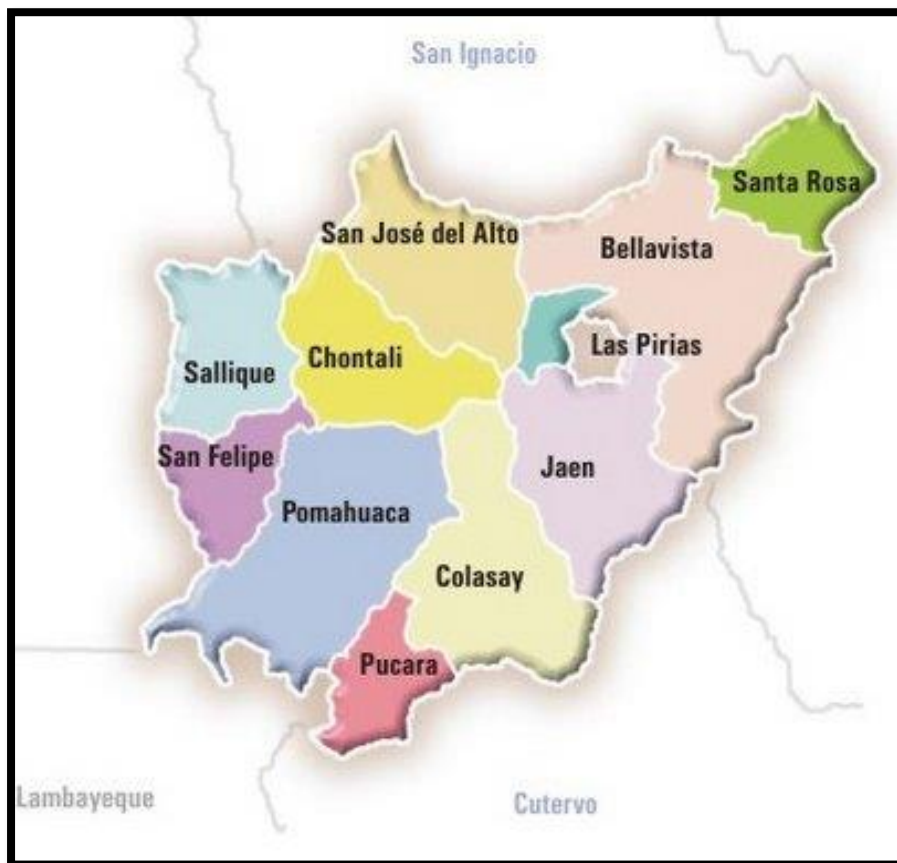 San Ignacio
Santa Rosa
San José del Alto
Bellavista
Las Pirias
Chontali
Sallique
San Felipe
Jaen
Pomahuaca
Colasay
Pucara
Lambayeque
Cutervo